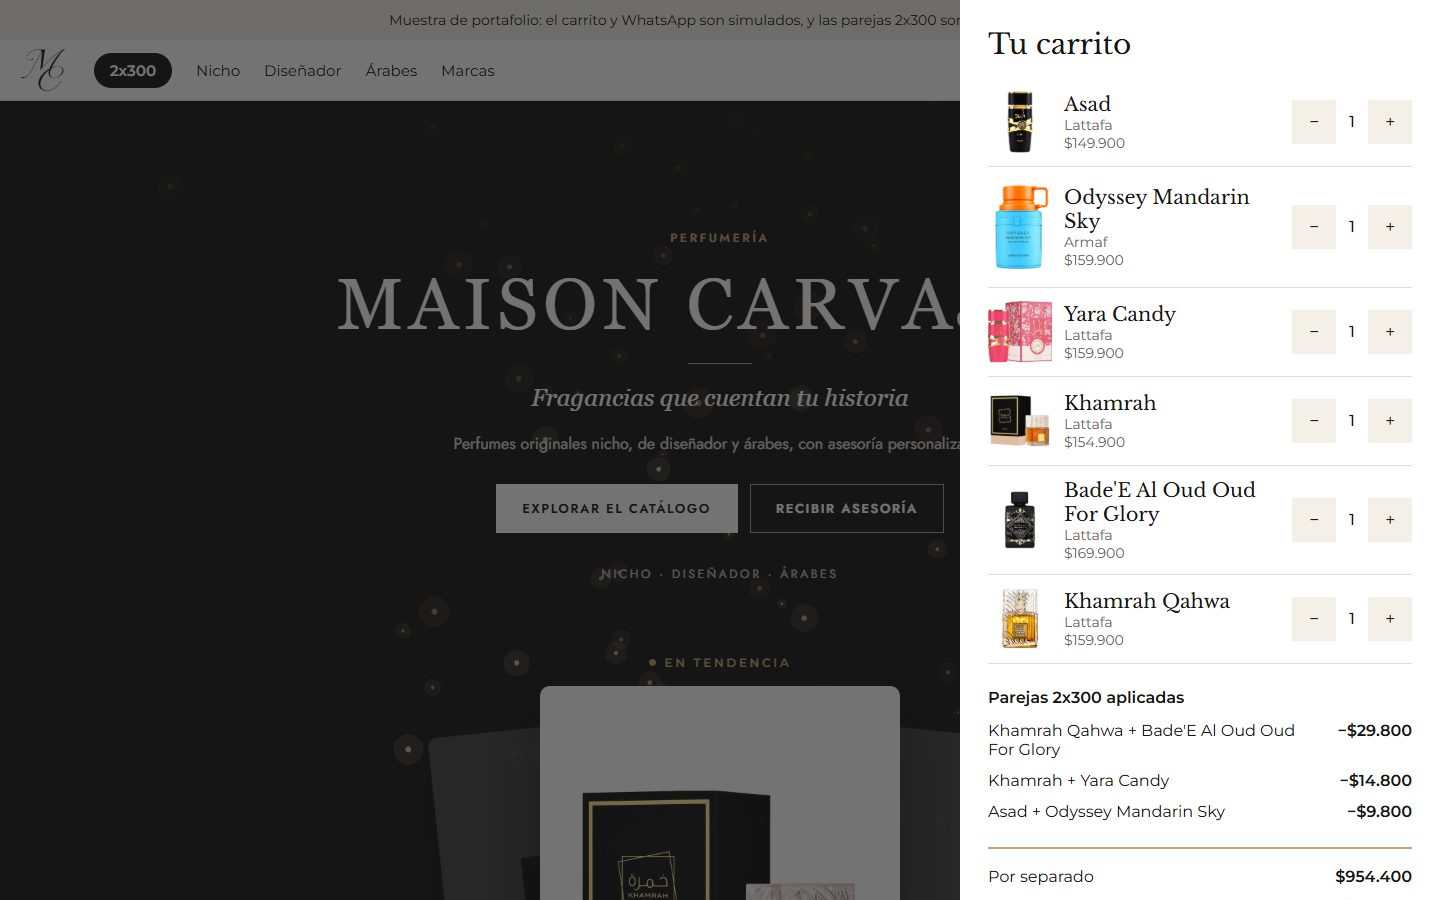 Muestra de portafolio: el carrito y WhatsApp son simulados, y las parejas 2x300 son
MC
2x300
Nicho
Diseñador
Árabes
Marcas
PERFUMERÍA
MAISON CARVA
Fragancias que cuentan tu historia
Perfumes originales nicho, de diseñador y árabes, con asesoría personaliza
EXPLORAR EL CATÁLOGO
RECIBIR ASESORÍA
NICHO · DISEÑADOR · ÁRABES
EN TENDENCIA
خمرة
KHAMRAH
Tu carrito
Asad
Lattafa
$149.900
− 1 +
Odyssey Mandarin
Sky
Armaf
$159.900
− 1 +
Yara Candy
Lattafa
$159.900
− 1 +
Khamrah
Lattafa
$154.900
− 1 +
Bade'E Al Oud Oud
For Glory
Lattafa
$169.900
− 1 +
Khamrah Qahwa
Lattafa
$159.900
− 1 +
Parejas 2x300 aplicadas
Khamrah Qahwa + Bade'E Al Oud Oud
For Glory
−$29.800
Khamrah + Yara Candy
−$14.800
Asad + Odyssey Mandarin Sky
−$9.800
Por separado
$954.400